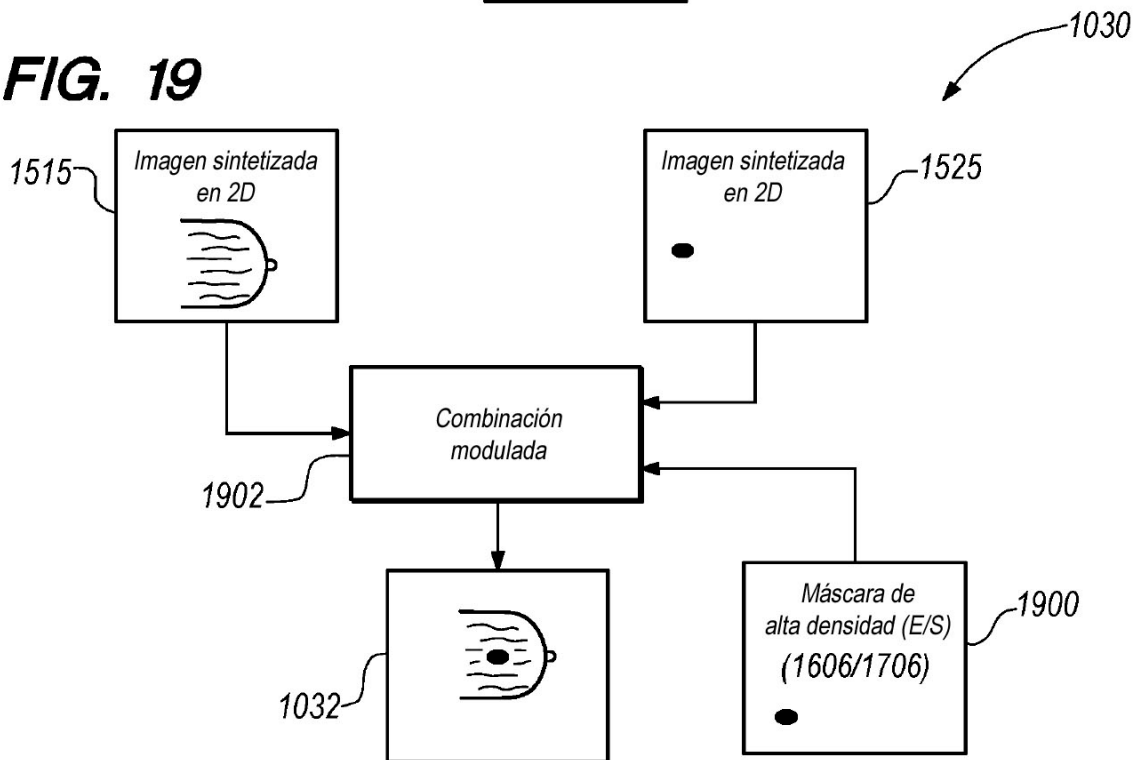 1030
FIG. 19
Imagen sintetizada
en 2D
1515
Imagen sintetizada
en 2D
1525
Combinación
modulada
1902
Máscara de
alta densidad (E/S)
(1606/1706)
1900
1032